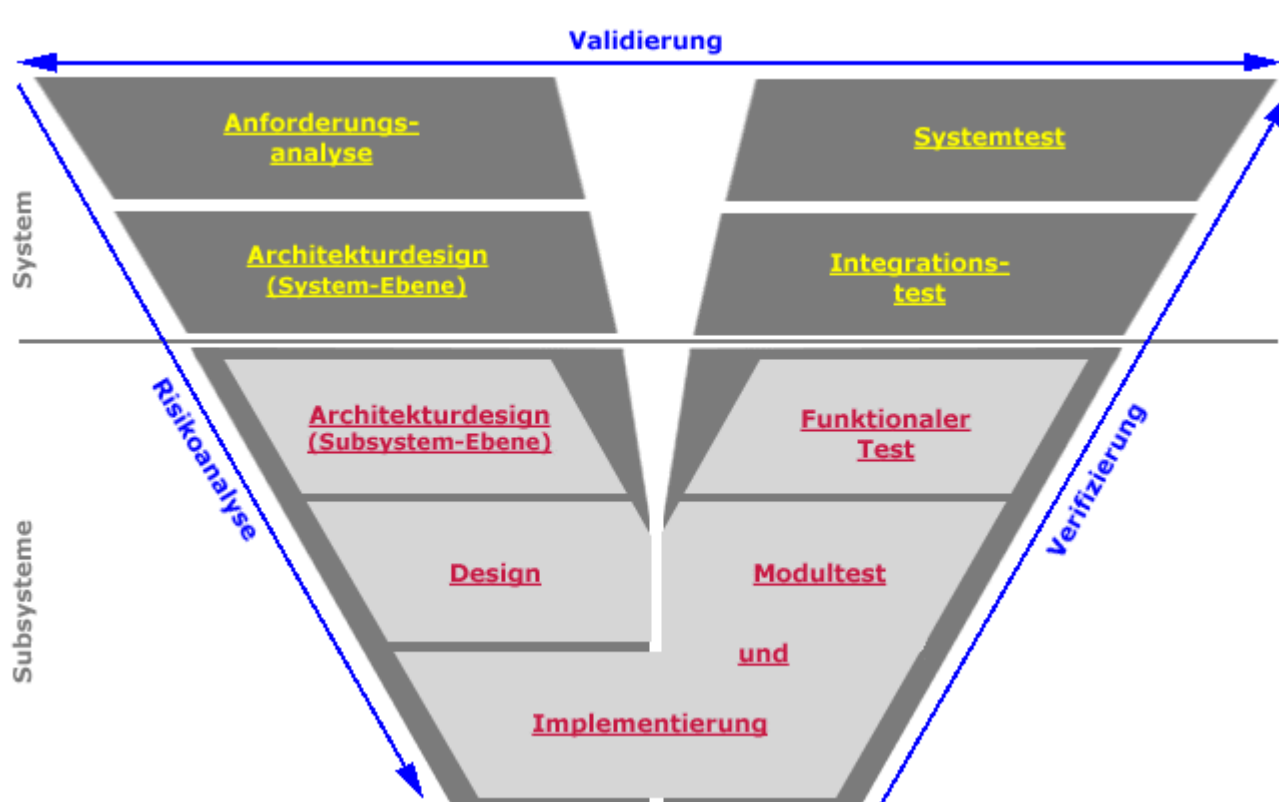 Validierung
Anforderungs-
analyse
Systemtest
System
Architekturdesign
(System-Ebene)
Integrations-
test
Risikoanalyse
Architekturdesign
(Subsystem-Ebene)
Funktionaler
Test
Verifizierung
Subsysteme
Design
Modultest
und
Implementierung